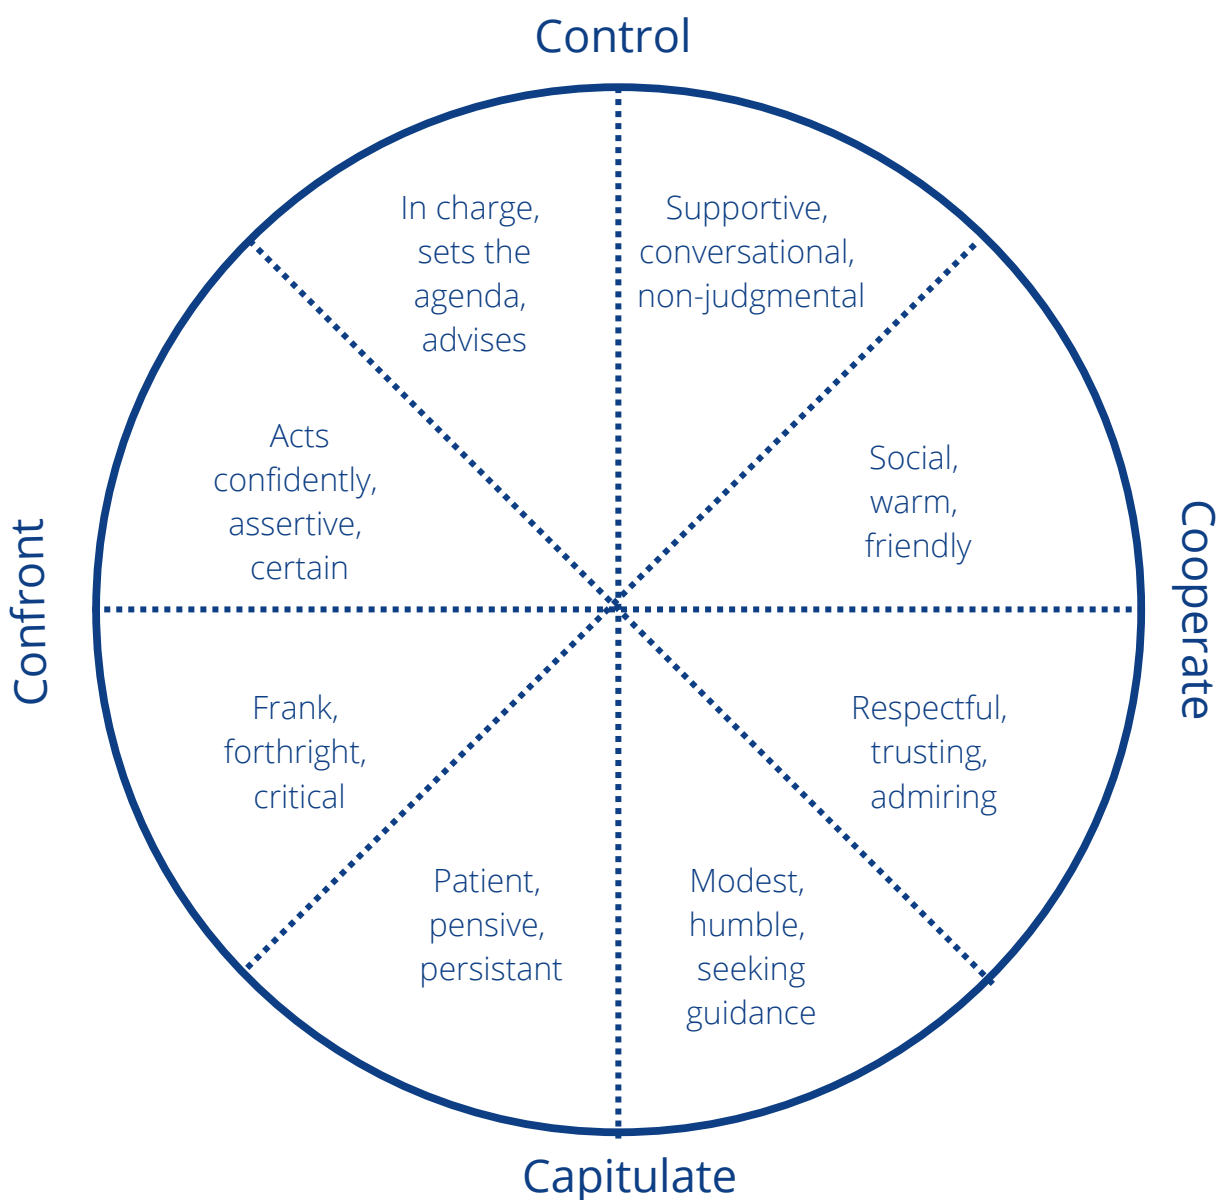 Control
In charge,
sets the
agenda,
advises
Supportive,
conversational,
non-judgmental
Acts
confidently,
assertive,
certain
Social,
warm,
friendly
Confront
Cooperate
Frank,
forthright,
critical
Respectful,
trusting,
admiring
Patient,
pensive,
persistant
Modest,
humble,
seeking
guidance
Capitulate